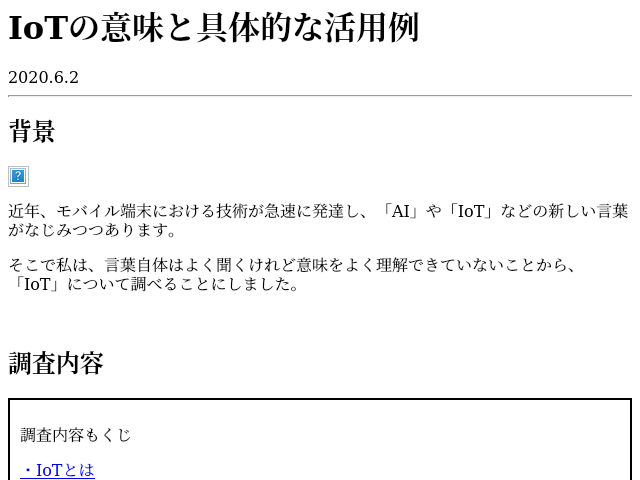 IoTの意味と具体的な活用例
2020.6.2
背景
近年、モバイル端末における技術が急速に発達し、「AI」や「IoT」などの新しい言葉
がなじみつつあります。
そこで私は、言葉自体はよく聞くけれど意味をよく理解できていないことから、
「IoT」について調べることにしました。
調査内容
調査内容もくじ
・IoTとは